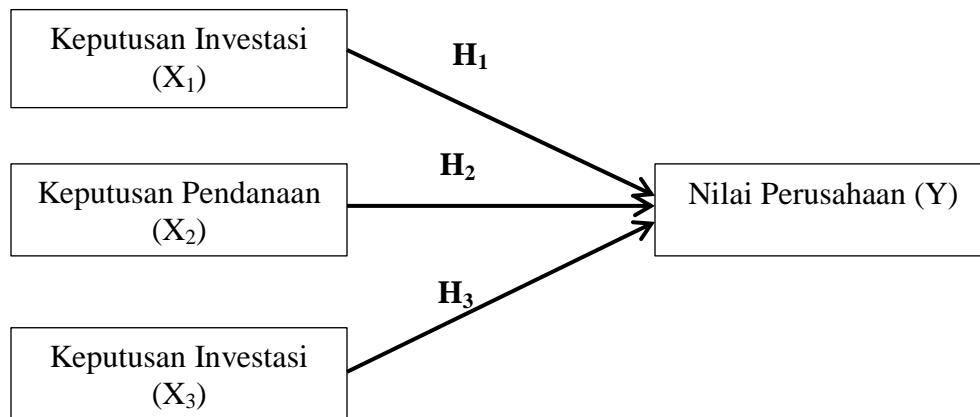 Keputusan Investasi
(X₁)
H₁
Keputusan Pendanaan
(X₂)
H₂
Nilai Perusahaan (Y)
H₃
Keputusan Investasi
(X₃)